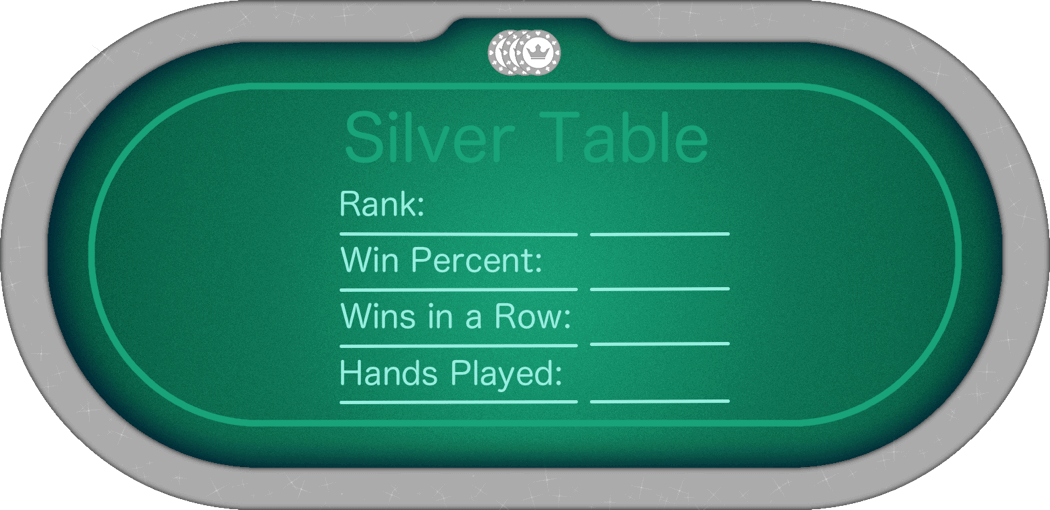 Silver Table
Rank:
Win Percent:
Wins in a Row:
Hands Played: